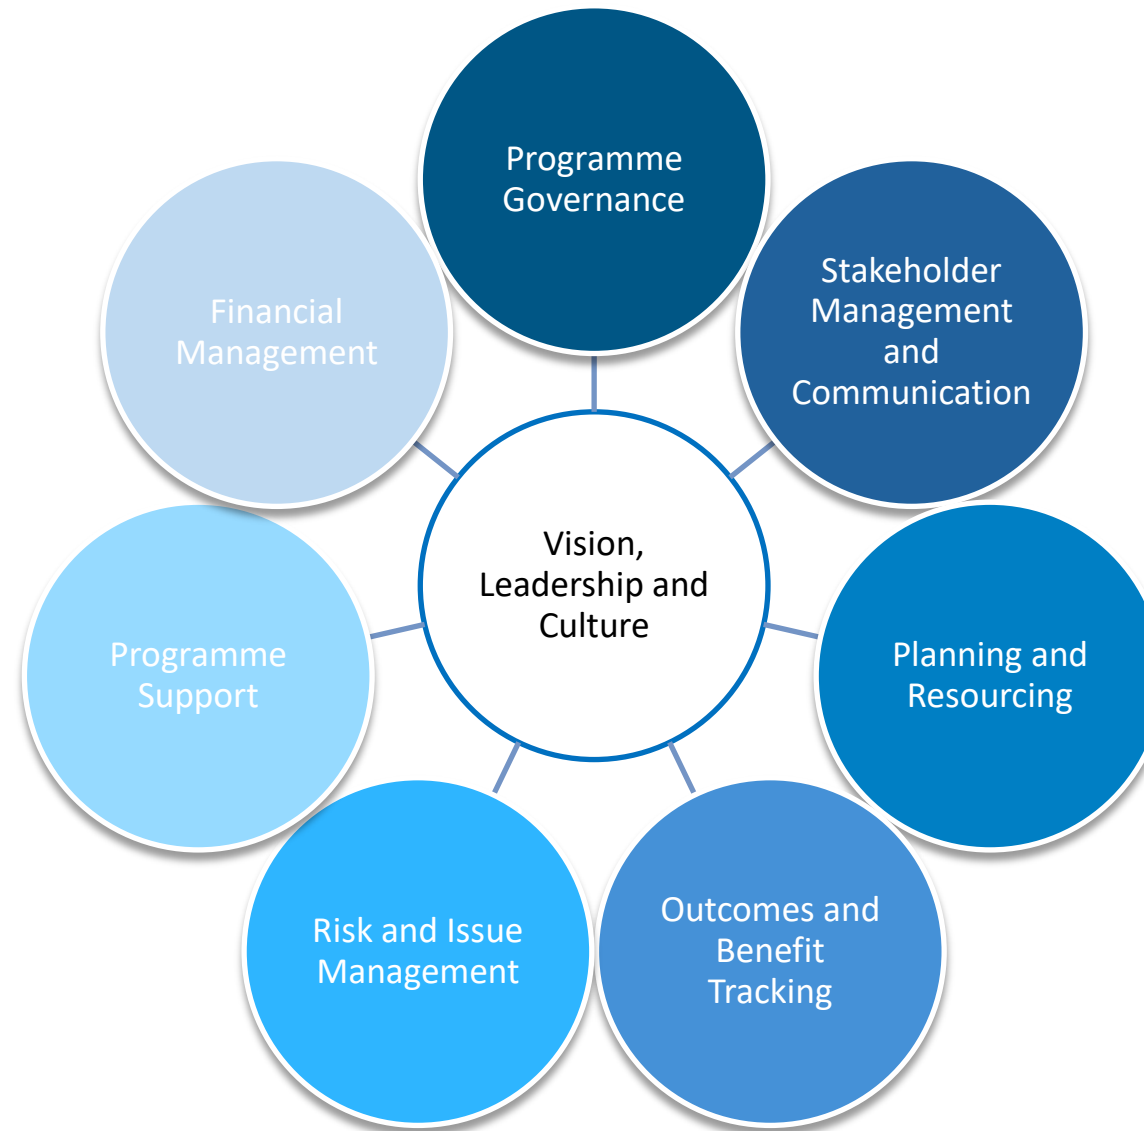 Programme
Governance
Stakeholder
Management
and
Communication
Planning and
Resourcing
Outcomes and
Benefit
Tracking
Risk and Issue
Management
Programme
Support
Financial
Management
Vision,
Leadership and
Culture